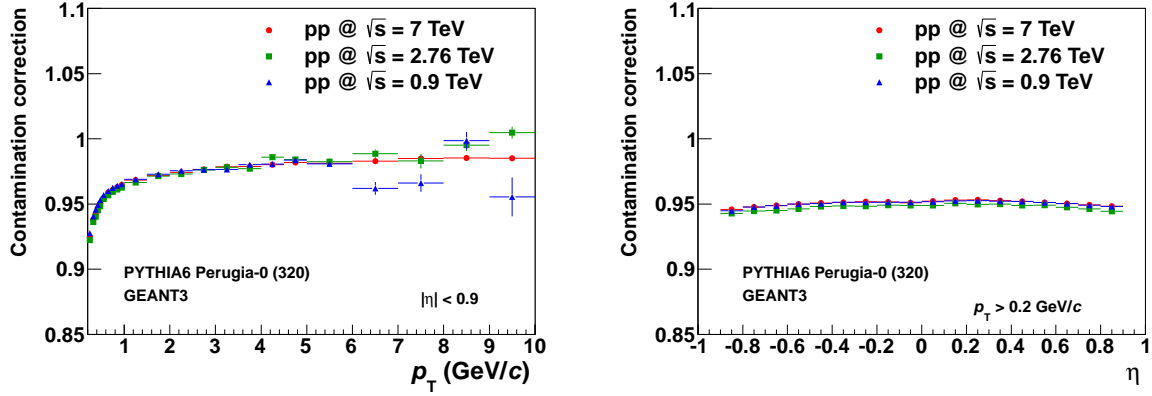 Contamination correction
1.1
1.05
1
0.95
0.9
0.85
pp @ √s = 7 TeV
pp @ √s = 2.76 TeV
pp @ √s = 0.9 TeV
PYTHIA6 Perugia-0 (320)
GEANT3
|η| < 0.9
1 2 3 4 5 6 7 8 9 10
p_T (GeV/c)
Contamination correction
1.1
1.05
1
0.95
0.9
0.85
pp @ √s = 7 TeV
pp @ √s = 2.76 TeV
pp @ √s = 0.9 TeV
PYTHIA6 Perugia-0 (320)
GEANT3
p_T > 0.2 GeV/c
-1 -0.8 -0.6 -0.4 -0.2 0 0.2 0.4 0.6 0.8 1
η